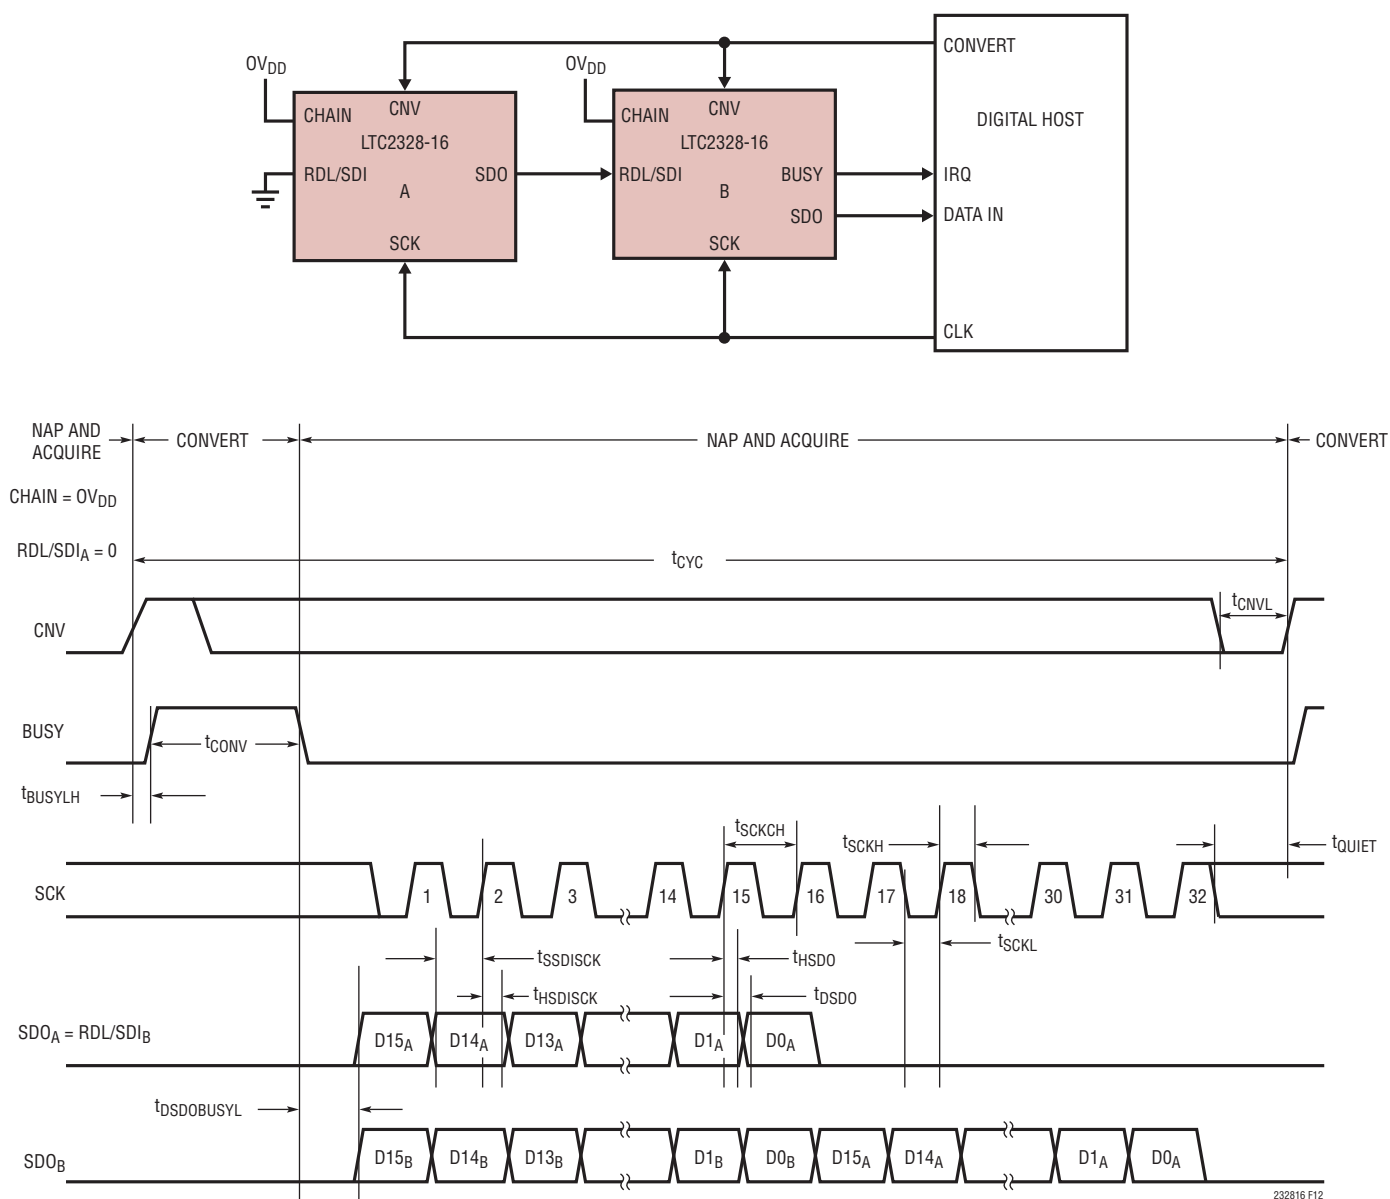 CONVERT
OVDD
OVDD
CNV
CNV
CHAIN
CHAIN
DIGITAL HOST
LTC2328-16
LTC2328-16
RDL/SDI
SDO
RDL/SDI
BUSY
IRQ
A
B
SDO
DATA IN
SCK
SCK
CLK
NAP AND
ACQUIRE
CONVERT
NAP AND ACQUIRE
CONVERT
CHAIN = OVDD
RDL/SDIA = 0
tCYC
tCNVL
CNV
BUSY
tCONV
tBUSYLH
tSCKCH
tSCKH
tQUIET
SCK
1
2
3
14
15
16
17
18
30
31
32
tSSDISCK
tHSDO
tSCKL
tHSDISCK
tDSDO
SDOA = RDL/SDIB
D15A
D14A
D13A
D1A
D0A
tDSDOBUSYL
SDOB
D15B
D14B
D13B
D1B
D0B
D15A
D14A
D1A
D0A
232816 F12